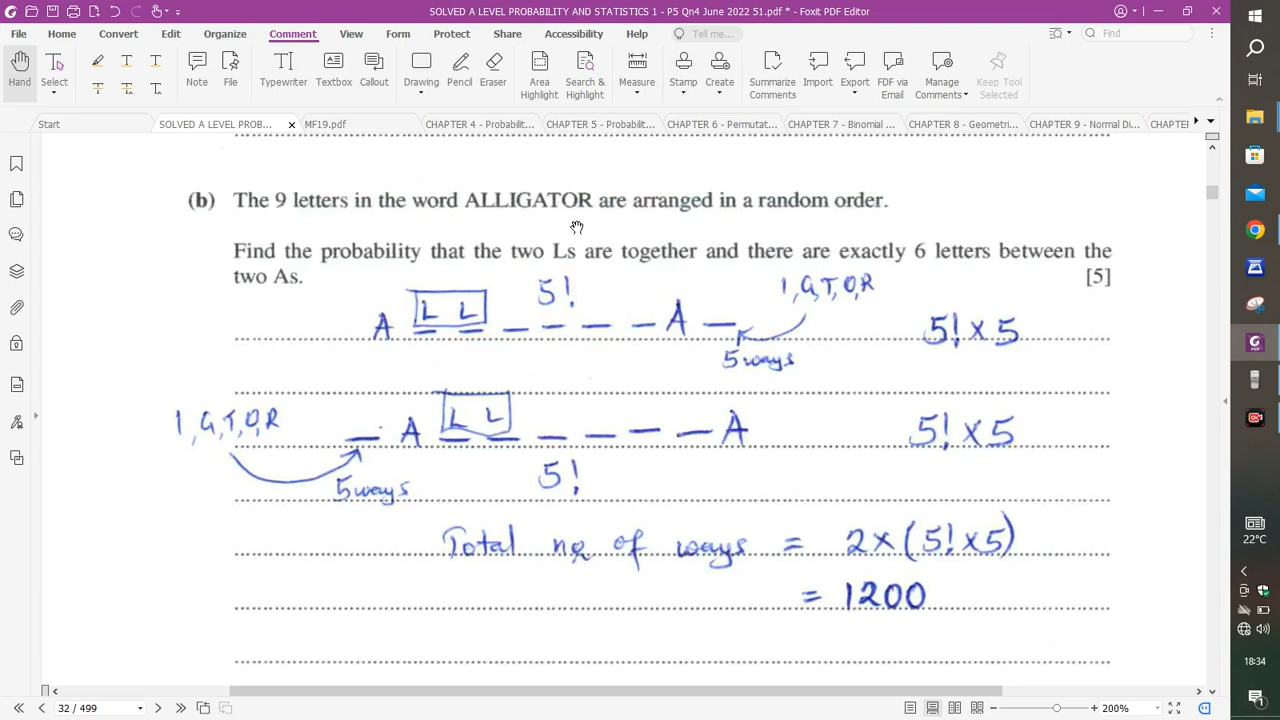 SOLVED A LEVEL PROBABILITY AND STATISTICS 1 - P5 Qn4 June 2022 51.pdf * - Foxit PDF Editor
File Home Convert Edit Organize Comment View Form Protect Share Accessibility Help Tell me... Find
Hand Select Note File Typewriter Textbox Callout Drawing Pencil Eraser Area Highlight Search & Highlight Measure Stamp Create Summarize Comments Import Export FDF via Email Manage Comments Keep Tool Selected
Start SOLVED A LEVEL PROB... MF19.pdf CHAPTER 4 - Probabilit... CHAPTER 5 - Probabilit... CHAPTER 6 - Permutat... CHAPTER 7 - Binomial ... CHAPTER 8 - Geometri... CHAPTER 9 - Normal Di... CHAPTE
(b) The 9 letters in the word ALLIGATOR are arranged in a random order.
Find the probability that the two Ls are together and there are exactly 6 letters between the
two As. [5]
5! I, G, T, O, R
A L L _ _ _ _ A _ 5! × 5
5 ways
I, G, T, O, R _ A L L _ _ _ _ A 5! × 5
5 ways 5!
Total no of ways = 2 × (5! × 5)
= 1200
22°C
18:34
32 / 499 200%